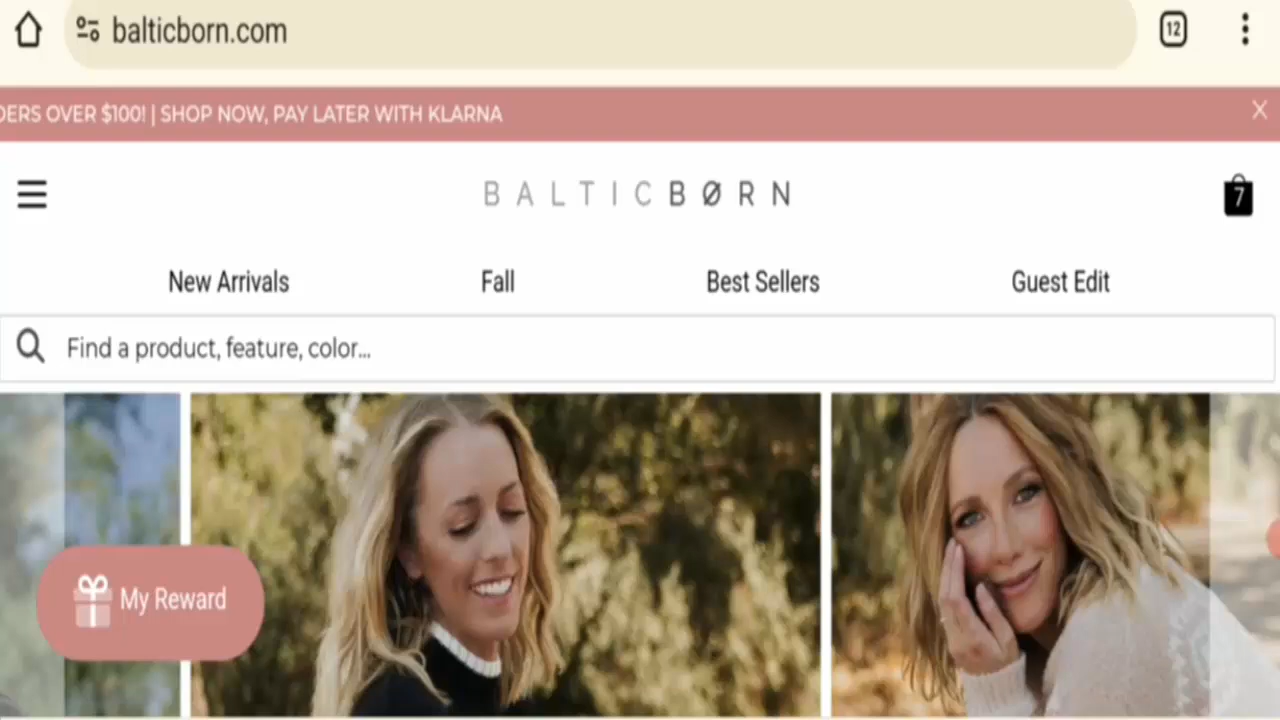 balticborn.com
12
OVER $100! | SHOP NOW, PAY LATER WITH KLARNA
X
BALTICBØRN
7
New Arrivals
Fall
Best Sellers
Guest Edit
Find a product, feature, color...
My Reward